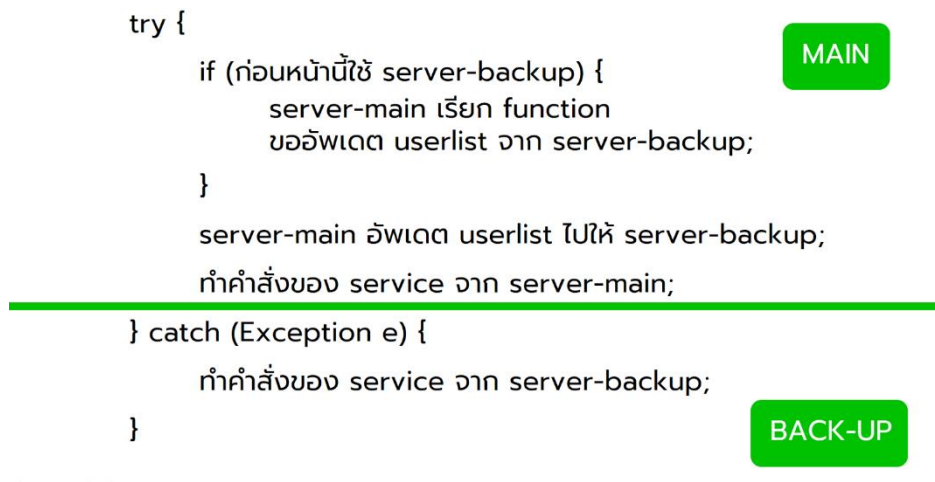 try {
MAIN
if (ก่อนหน้านี้ใช้ server-backup) {
server-main เรียก function
ขออัพเดต userlist จาก server-backup;
}
server-main อัพเดต userlist ไปให้ server-backup;
ทำคำสั่งของ service จาก server-main;
} catch (Exception e) {
ทำคำสั่งของ service จาก server-backup;
}
BACK-UP